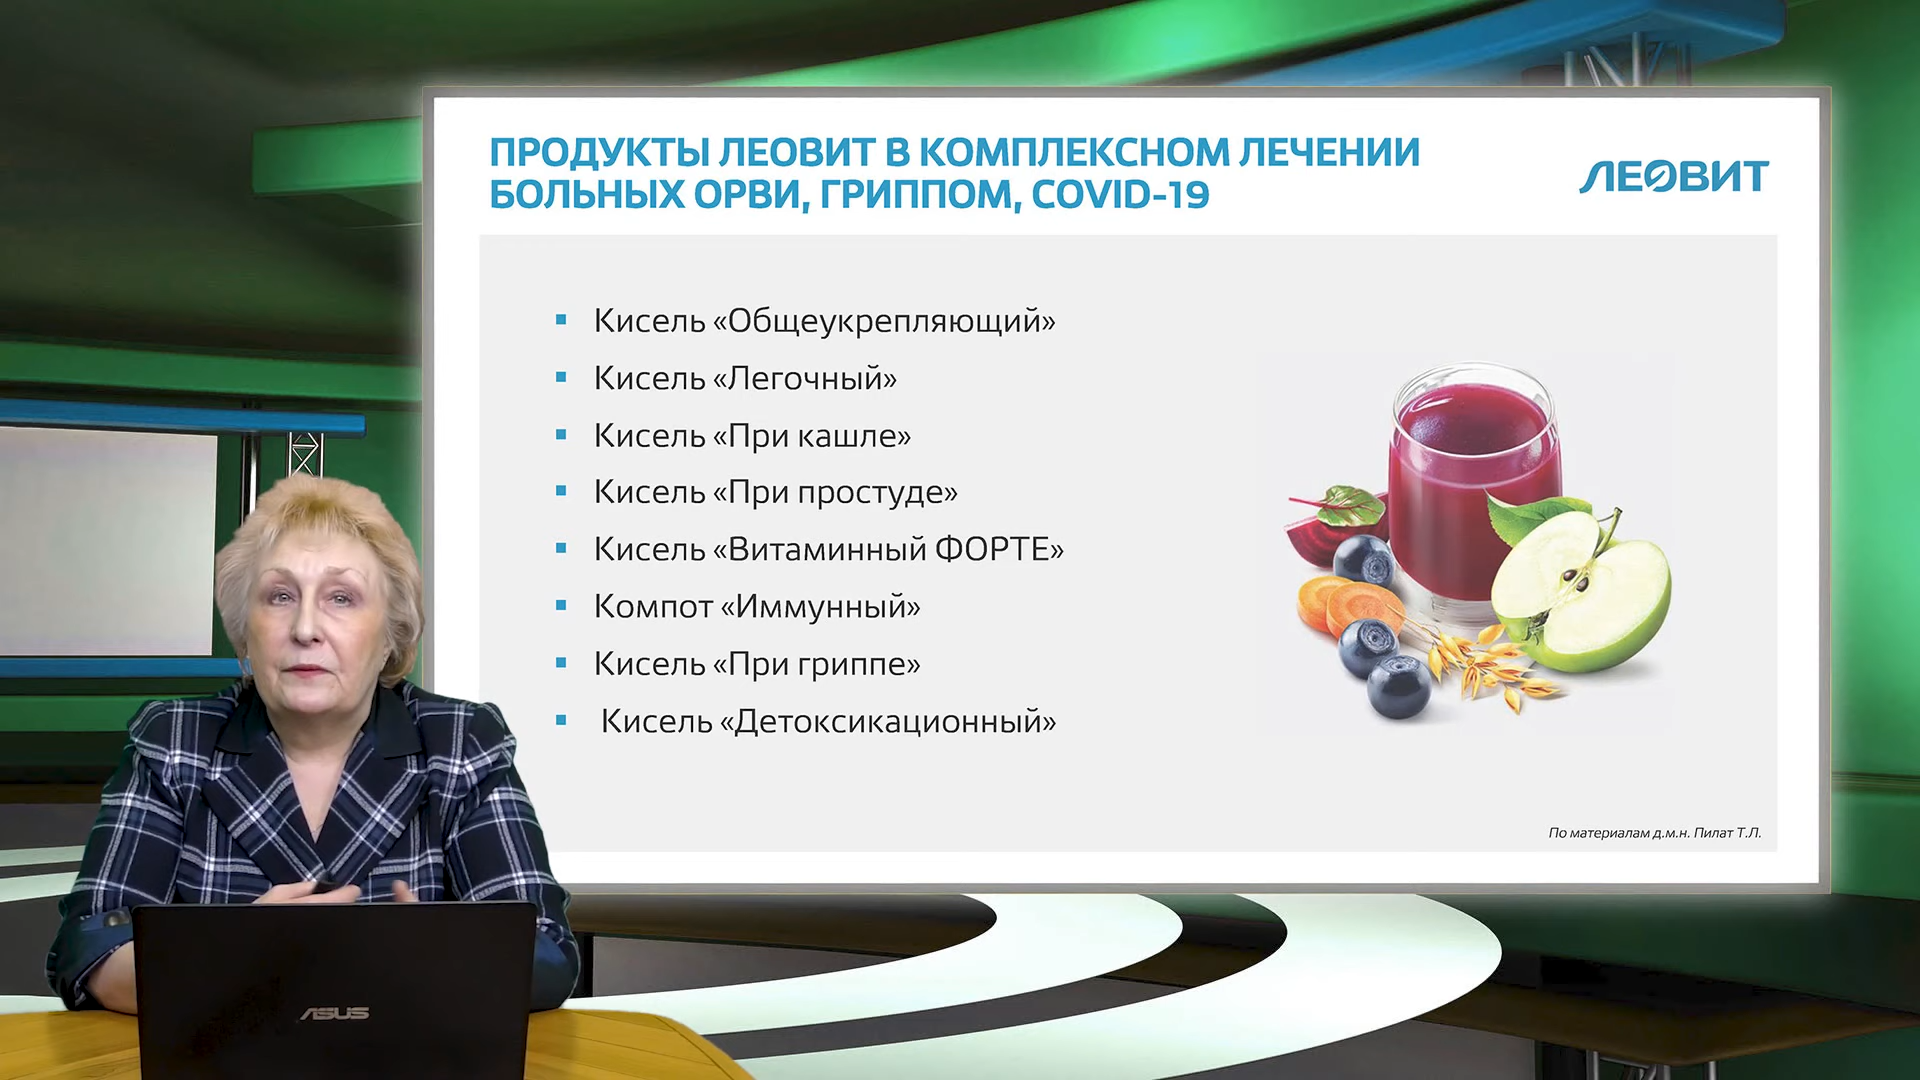 ПРОДУКТЫ ЛЕОВИТ В КОМПЛЕКСНОМ ЛЕЧЕНИИ
БОЛЬНЫХ ОРВИ, ГРИППОМ, COVID-19
ЛЕОВИТ
▪ Кисель «Общеукрепляющий»
▪ Кисель «Легочный»
▪ Кисель «При кашле»
▪ Кисель «При простуде»
▪ Кисель «Витаминный ФОРТЕ»
▪ Компот «Иммунный»
▪ Кисель «При гриппе»
▪ Кисель «Детоксикационный»
По материалам д.м.н. Пилат Т.Л.
ASUS